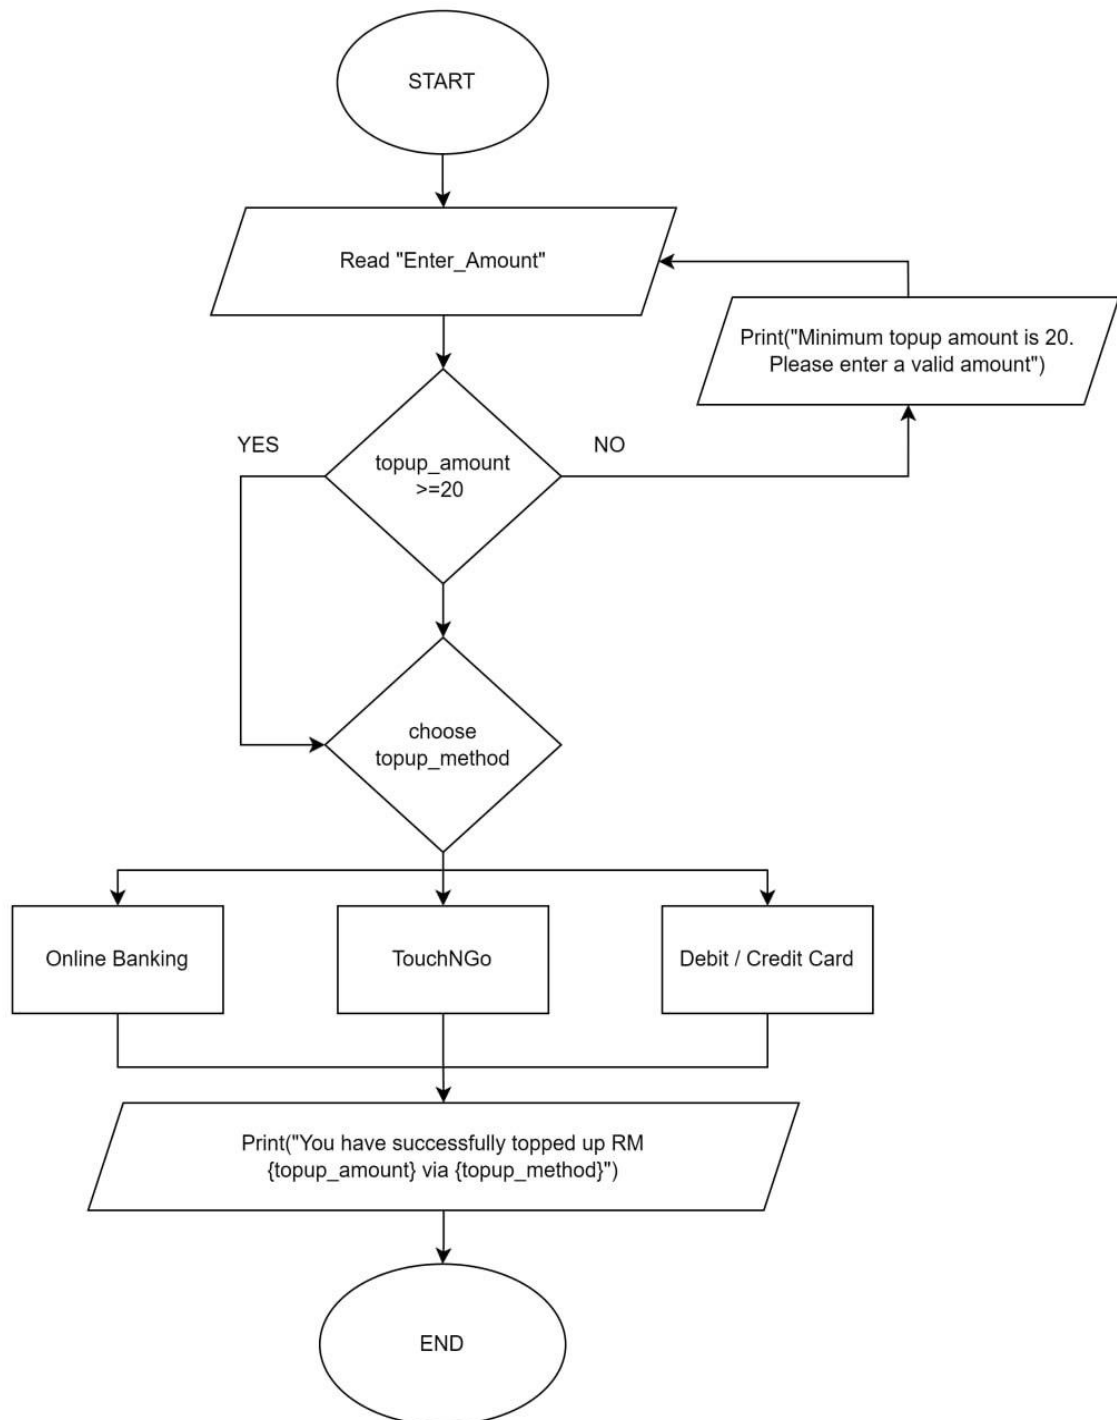 START
Read "Enter_Amount"
Print("Minimum topup amount is 20.
Please enter a valid amount")
YES
NO
topup_amount
>=20
choose
topup_method
Online Banking
TouchNGo
Debit / Credit Card
Print("You have successfully topped up RM
{topup_amount} via {topup_method}")
END